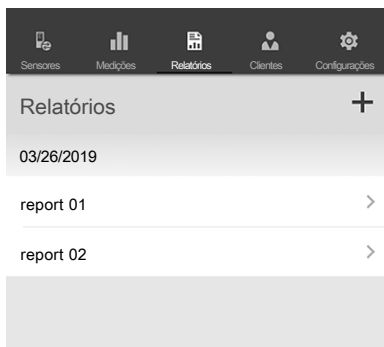 Sensores Medições Relatórios Clientes Configurações
Relatórios +
03/26/2019
report 01
report 02